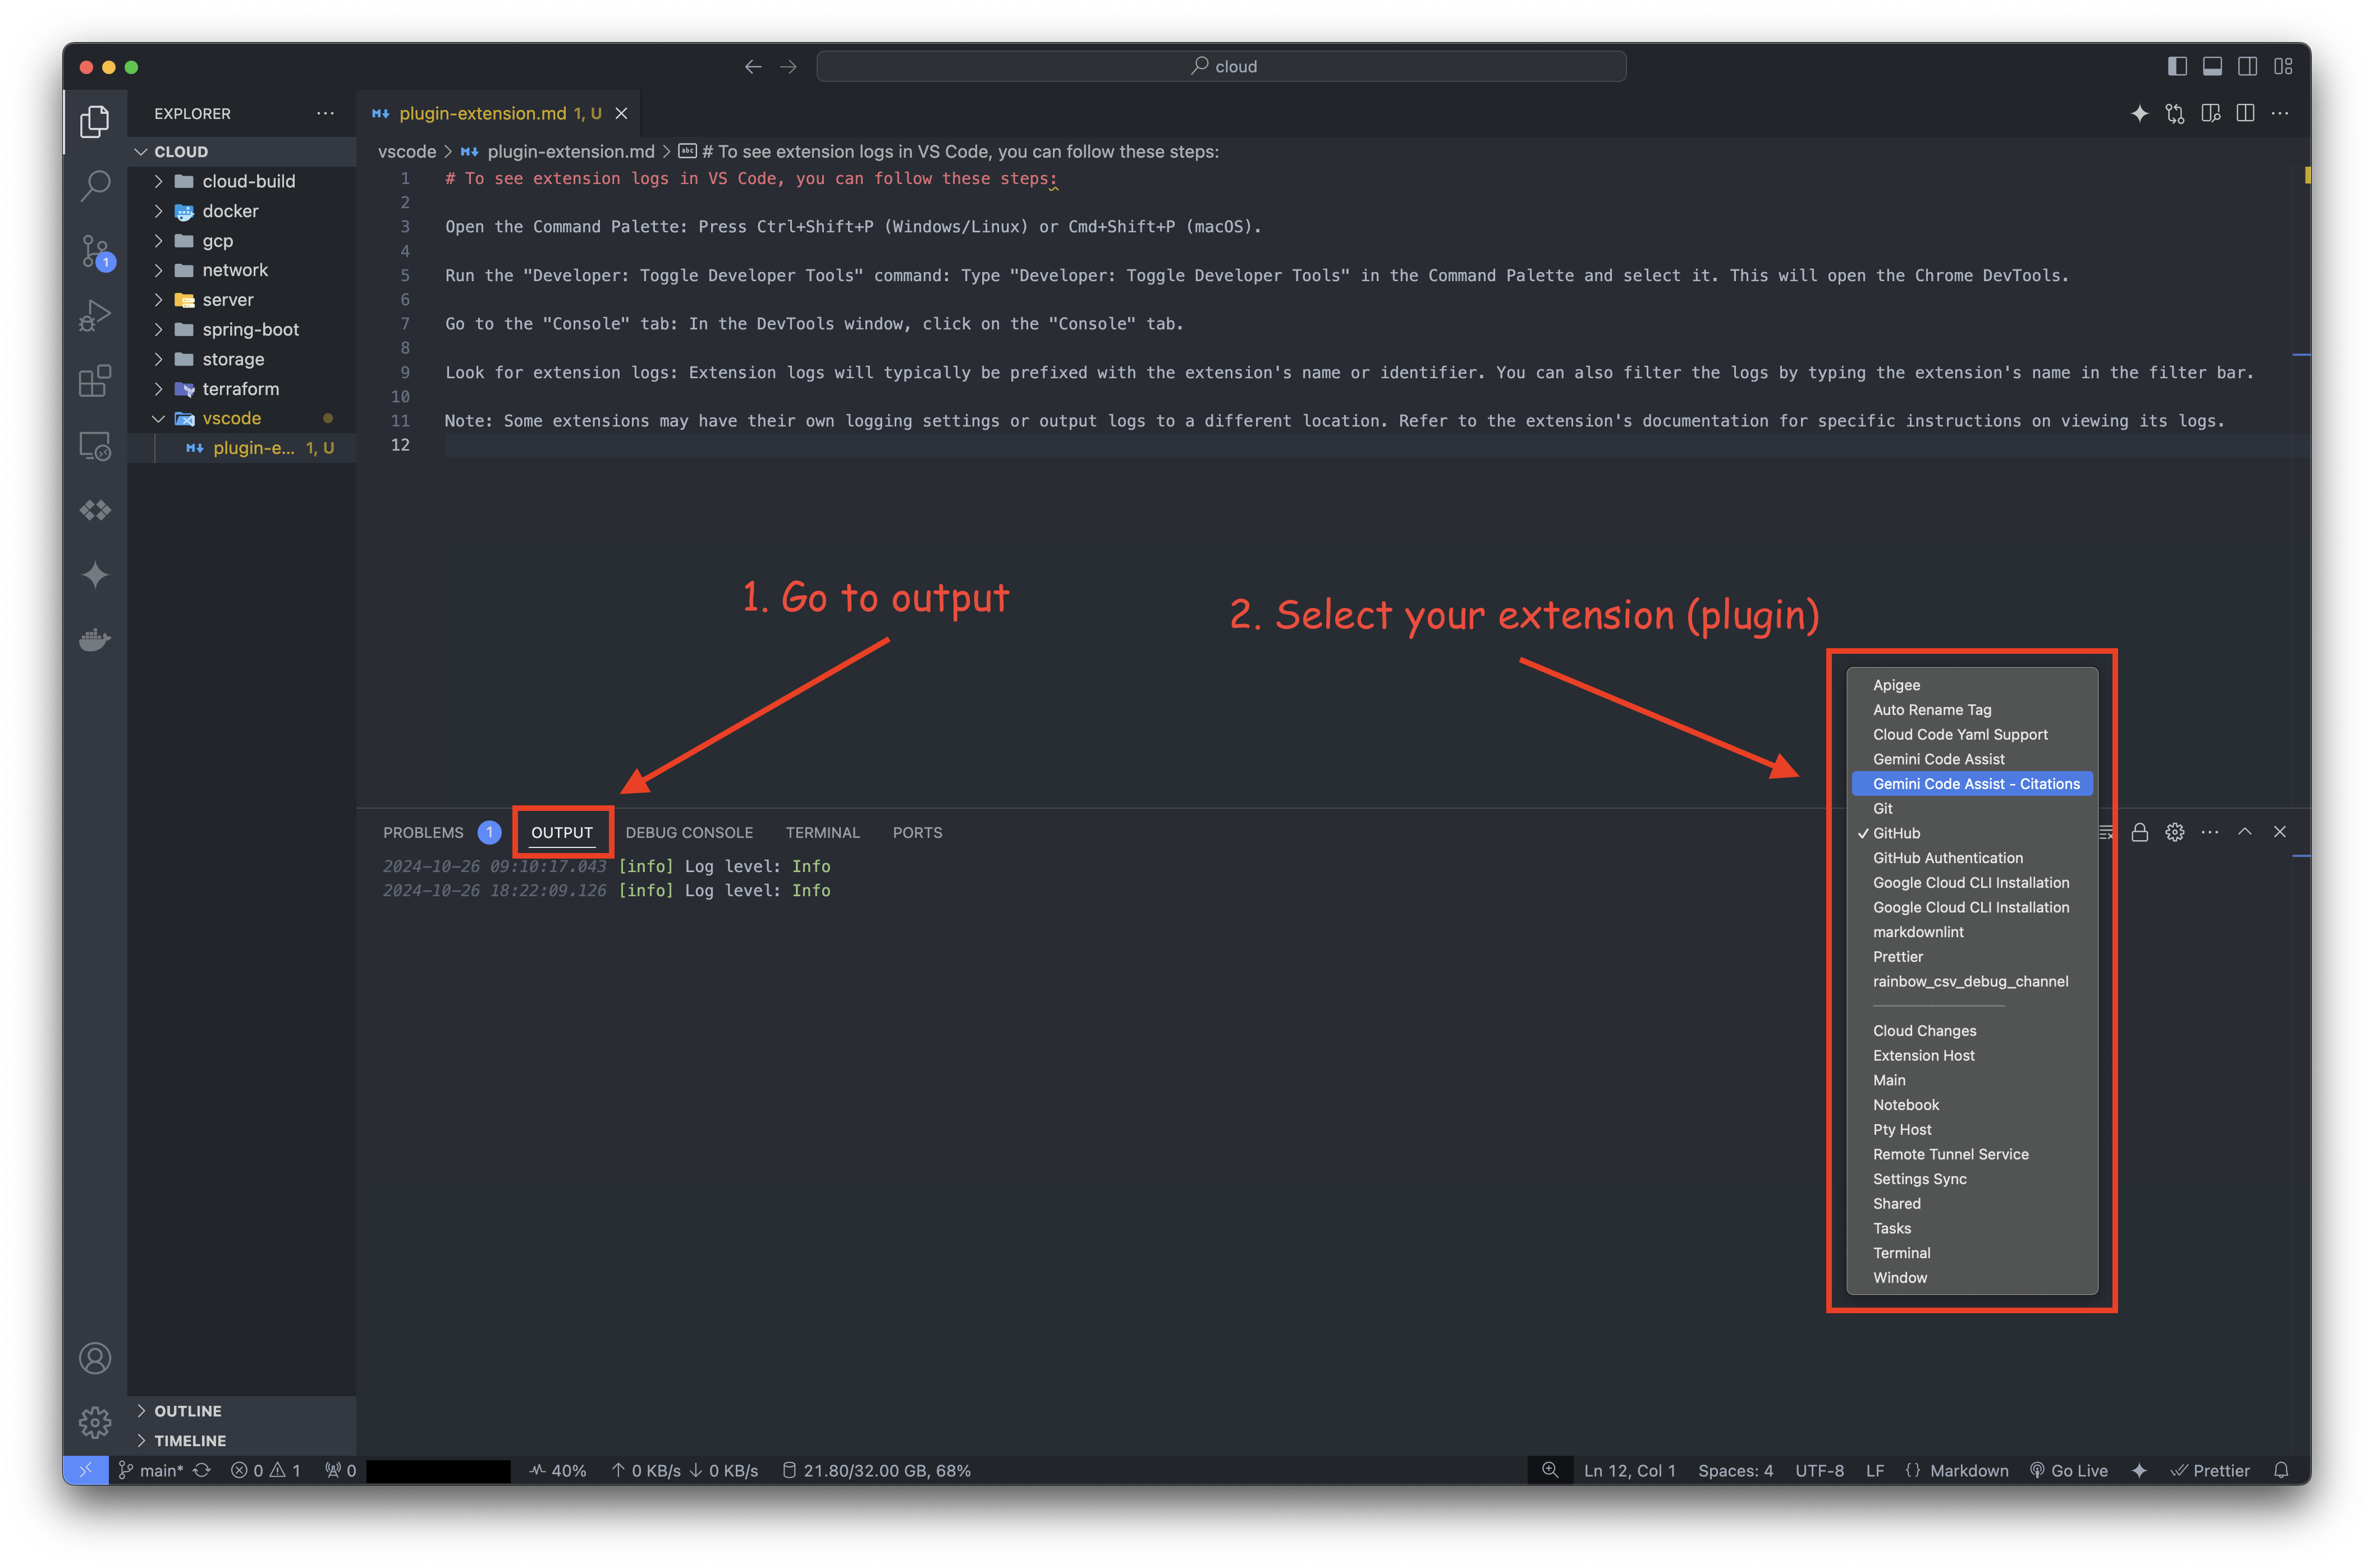 cloud
EXPLORER
plugin-extension.md 1, U
CLOUD
cloud-build
docker
gcp
network
server
spring-boot
storage
terraform
vscode
plugin-e... 1, U
vscode > plugin-extension.md > # To see extension logs in VS Code, you can follow these steps:
1 # To see extension logs in VS Code, you can follow these steps:
2
3 Open the Command Palette: Press Ctrl+Shift+P (Windows/Linux) or Cmd+Shift+P (macOS).
4
5 Run the "Developer: Toggle Developer Tools" command: Type "Developer: Toggle Developer Tools" in the Command Palette and select it. This will open the Chrome DevTools.
6
7 Go to the "Console" tab: In the DevTools window, click on the "Console" tab.
8
9 Look for extension logs: Extension logs will typically be prefixed with the extension's name or identifier. You can also filter the logs by typing the extension's name in the filter bar.
10
11 Note: Some extensions may have their own logging settings or output logs to a different location. Refer to the extension's documentation for specific instructions on viewing its logs.
12
1
1. Go to output
2. Select your extension (plugin)
PROBLEMS 1 OUTPUT DEBUG CONSOLE TERMINAL PORTS
2024-10-26 09:10:17.043 [info] Log level: Info
2024-10-26 18:22:09.126 [info] Log level: Info
Apigee
Auto Rename Tag
Cloud Code Yaml Support
Gemini Code Assist
Gemini Code Assist - Citations
Git
✓ GitHub
GitHub Authentication
Google Cloud CLI Installation
Google Cloud CLI Installation
markdownlint
Prettier
rainbow_csv_debug_channel
Cloud Changes
Extension Host
Main
Notebook
Pty Host
Remote Tunnel Service
Settings Sync
Shared
Tasks
Terminal
Window
OUTLINE
TIMELINE
main* 0 1 0 40% ↑ 0 KB/s ↓ 0 KB/s 21.80/32.00 GB, 68% Ln 12, Col 1 Spaces: 4 UTF-8 LF {} Markdown Go Live Prettier